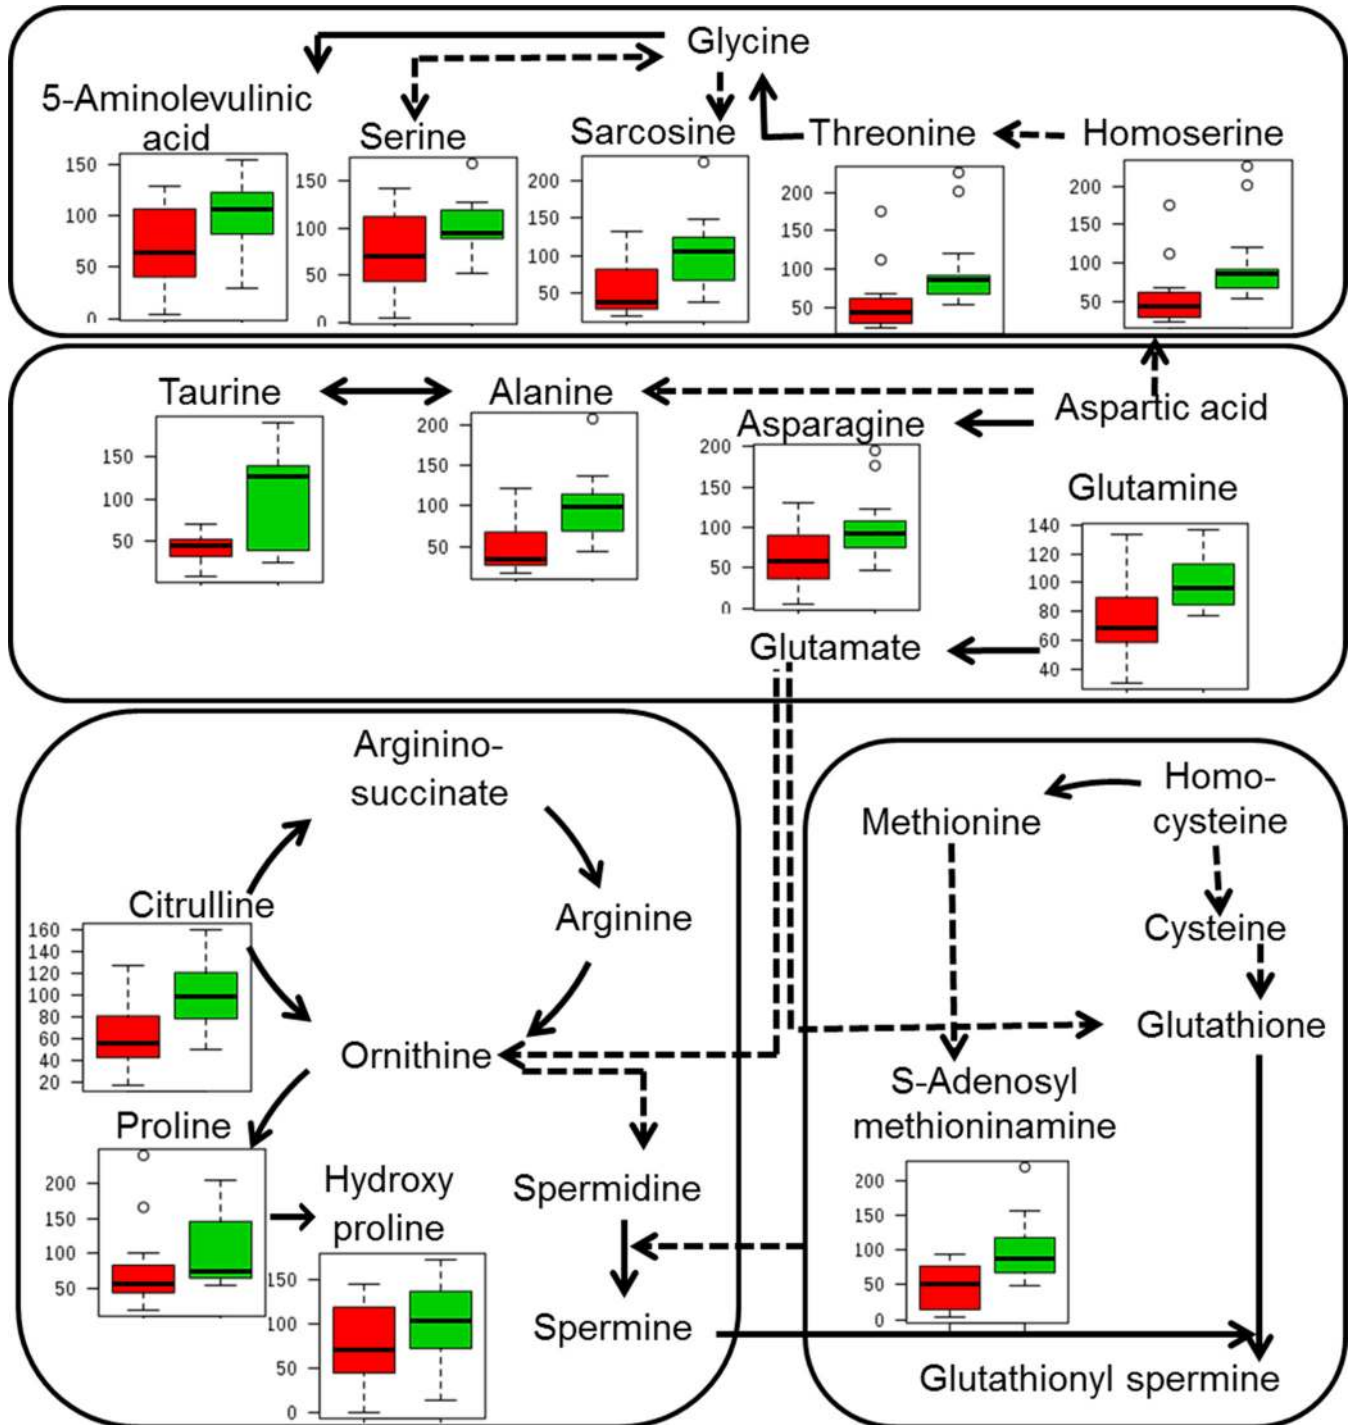 Glycine
5-Aminolevulinic
acid
Serine
Sarcosine
Threonine
Homoserine
150
100
50
0
150
100
50
0
200
150
100
50
200
150
100
50
200
150
100
50
Taurine
Alanine
Asparagine
Aspartic acid
Glutamine
150
100
50
200
150
100
50
200
150
100
50
0
140
120
100
80
60
40
Glutamate
Arginino-
succinate
Citrulline
160
140
120
100
80
60
40
20
Arginine
Ornithine
Proline
200
150
100
50
Hydroxy
proline
150
100
50
0
Spermidine
Spermine
Homo-
cysteine
Methionine
Cysteine
Glutathione
S-Adenosyl
methioninamine
200
150
100
50
0
Glutathionyl spermine